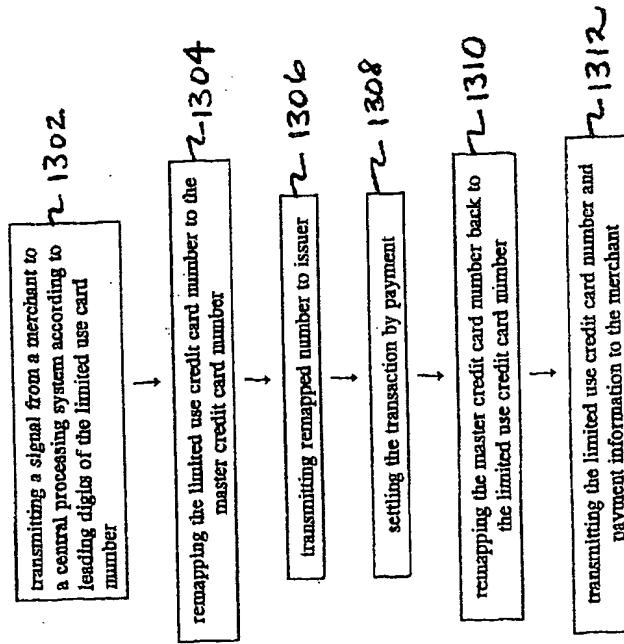 transmitting a signal from a merchant to
a central processing system according to
leading digits of the limited use card
number
1302
remapping the limited use credit card number to the
master credit card number
1304
transmitting remapped number to issuer
1306
settling the transaction by payment
1308
remapping the master credit card number back to
the limited use credit card number
1310
transmitting the limited use credit card number and
payment information to the merchant
1312